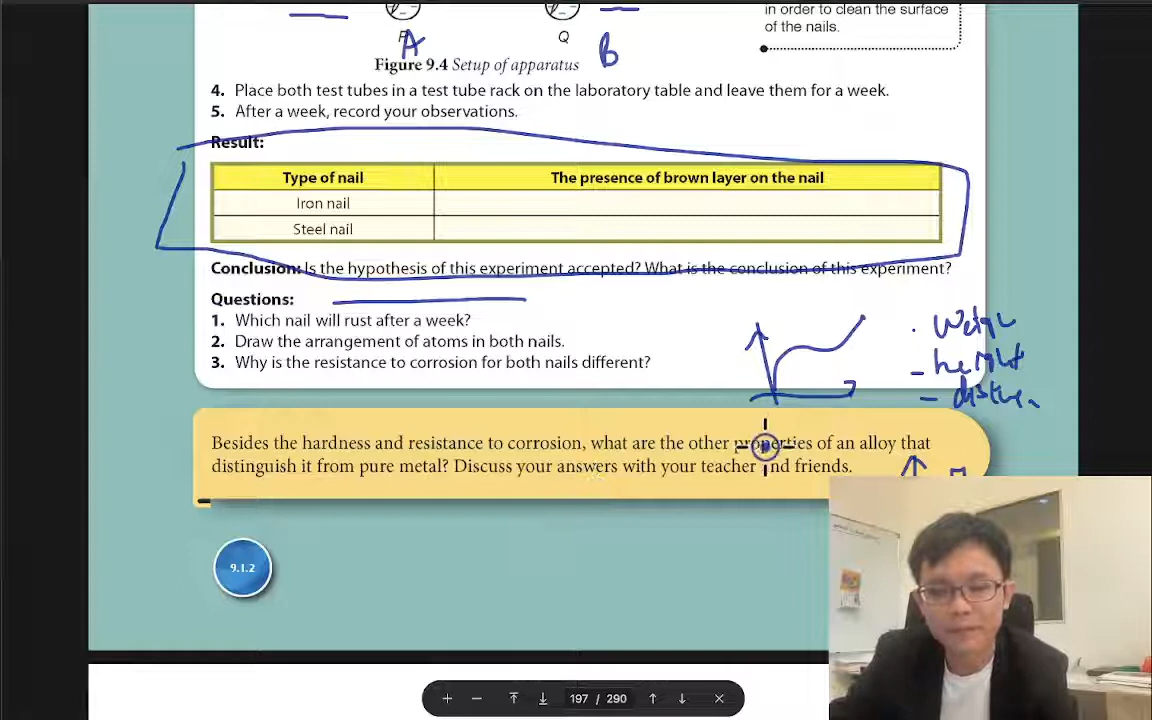 in order to clean the surface
of the nails.
P Q
A B
Figure 9.4 Setup of apparatus
4. Place both test tubes in a test tube rack on the laboratory table and leave them for a week.
5. After a week, record your observations.
Result:
Type of nail The presence of brown layer on the nail
Iron nail
Steel nail
Conclusion: Is the hypothesis of this experiment accepted? What is the conclusion of this experiment?
Questions:
1. Which nail will rust after a week?
2. Draw the arrangement of atoms in both nails.
3. Why is the resistance to corrosion for both nails different?
- height
Besides the hardness and resistance to corrosion, what are the other properties of an alloy that
distinguish it from pure metal? Discuss your answers with your teacher and friends.
9.1.2
197 / 290